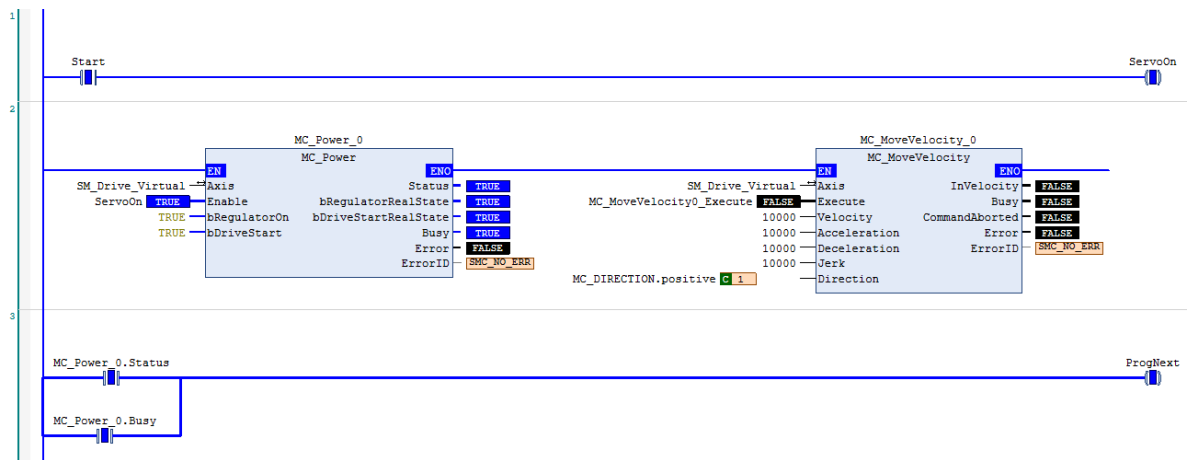 1
Start
ServoOn
2
MC_Power_0
MC_Power
EN ENO
SM_Drive_Virtual Axis Status TRUE
ServoOn TRUE Enable bRegulatorRealState TRUE
TRUE bRegulatorOn bDriveStartRealState TRUE
TRUE bDriveStart Busy TRUE
Error FALSE
ErrorID SMC_NO_ERR
MC_MoveVelocity_0
MC_MoveVelocity
EN ENO
SM_Drive_Virtual Axis InVelocity FALSE
MC_MoveVelocity0_Execute FALSE Execute Busy FALSE
10000 Velocity CommandAborted FALSE
10000 Acceleration Error FALSE
10000 Deceleration ErrorID SMC_NO_ERR
10000 Jerk
MC_DIRECTION.positive C 1 Direction
3
MC_Power_0.Status
ProgNext
MC_Power_0.Busy